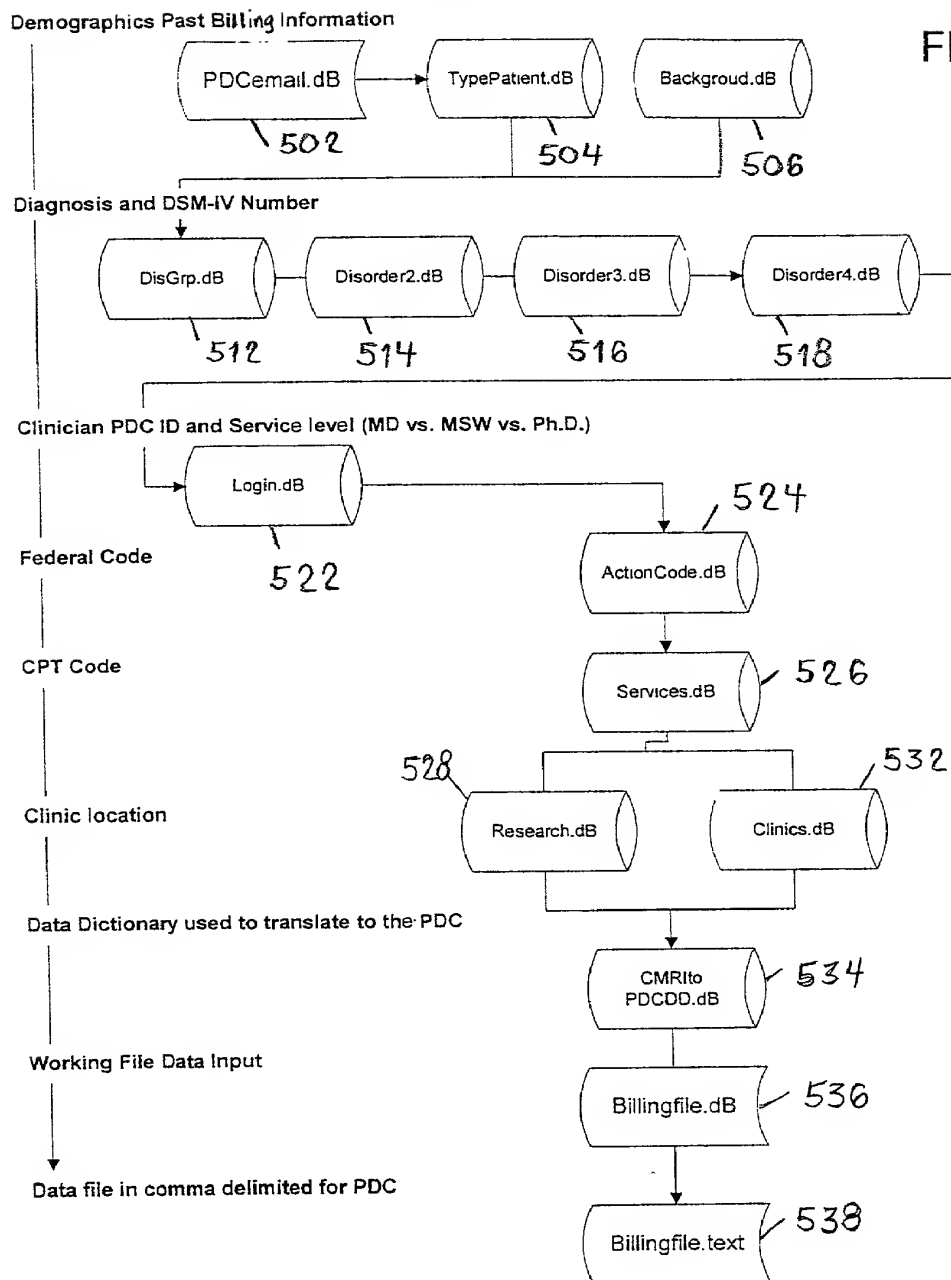 Demographics Past Billing Information
FI
PDCemail.dB
TypePatient.dB
Backgroud.dB
502
504
506
Diagnosis and DSM-IV Number
DisGrp.dB
Disorder2.dB
Disorder3.dB
Disorder4.dB
512
514
516
518
Clinician PDC ID and Service level (MD vs. MSW vs. Ph.D.)
Login.dB
524
522
Federal Code
ActionCode.dB
CPT Code
Services.dB
526
528
532
Clinic location
Research.dB
Clinics.dB
Data Dictionary used to translate to the PDC
CMRIto
PDCDD.dB
534
Working File Data Input
Billingfile.dB
536
Data file in comma delimited for PDC
Billingfile.text
538